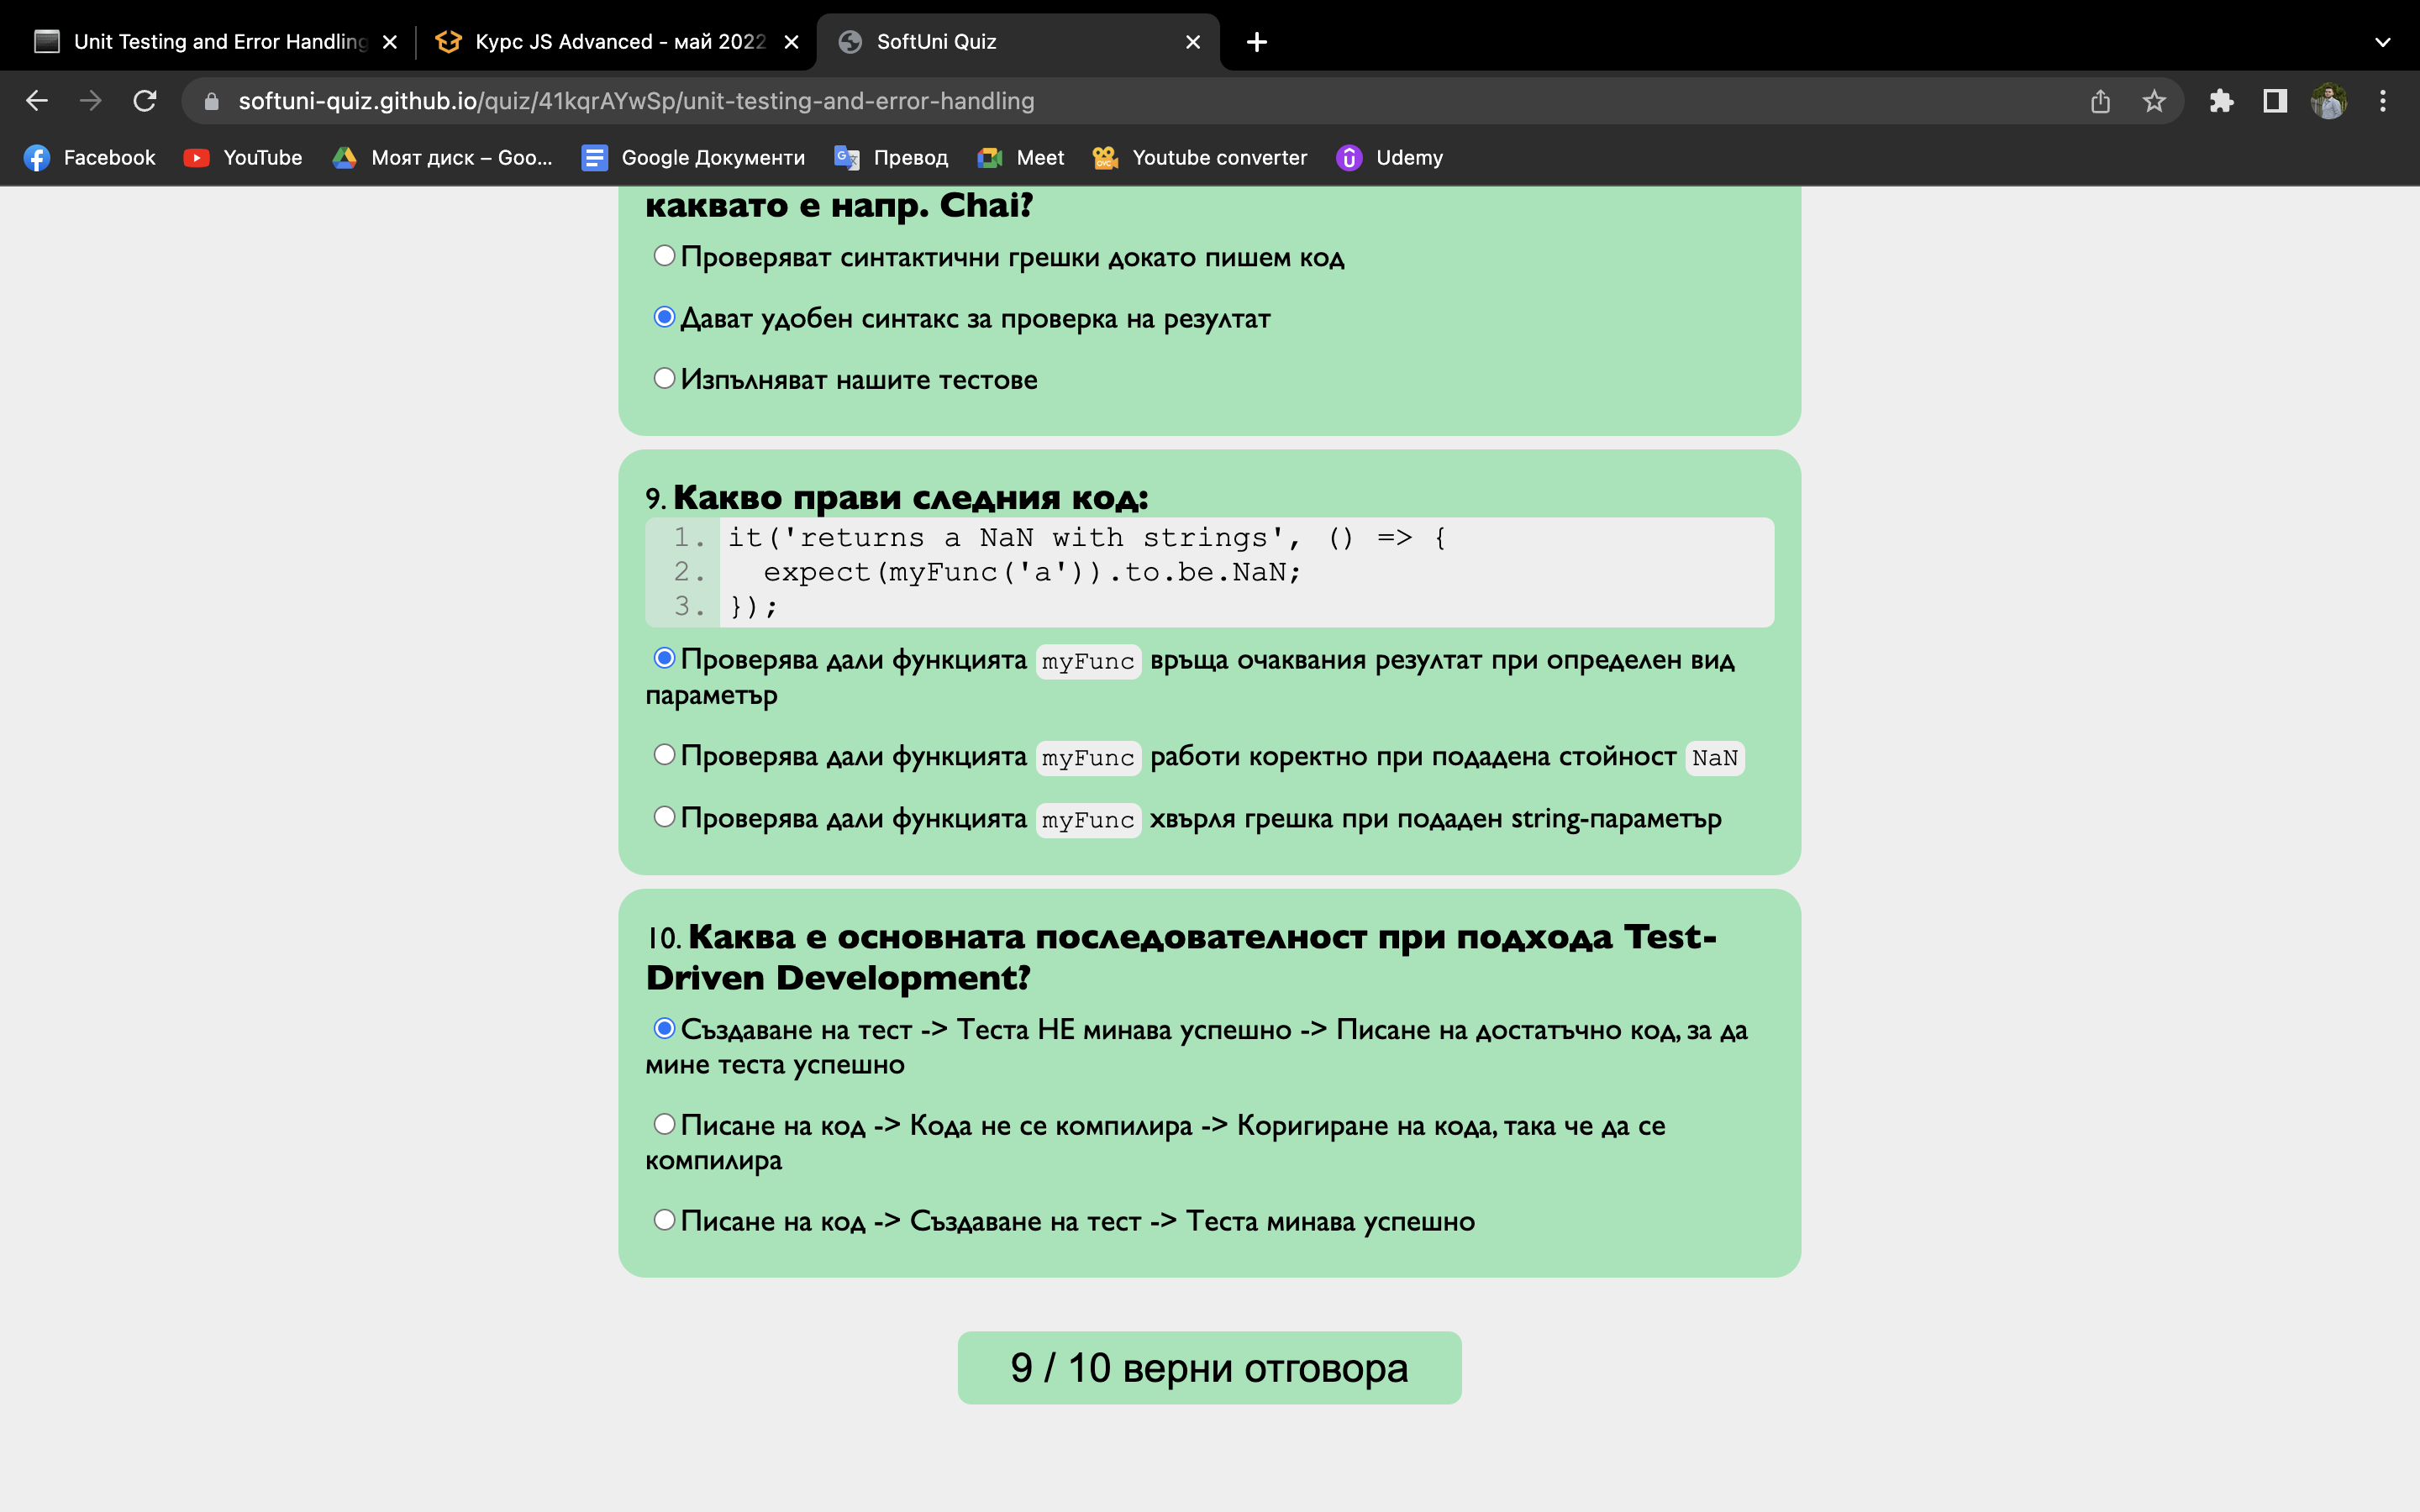 Unit Testing and Error Handling
Курс JS Advanced - май 2022
SoftUni Quiz
softuni-quiz.github.io/quiz/41kqrAYwSp/unit-testing-and-error-handling
Facebook
YouTube
Моят диск – Goo...
Google Документи
Превод
Meet
Youtube converter
Udemy
каквато е напр. Chai?
Проверяват синтактични грешки докато пишем код
Дават удобен синтакс за проверка на резултат
Изпълняват нашите тестове
9. Какво прави следния код:
1. it('returns a NaN with strings', () => {
2. expect(myFunc('a')).to.be.NaN;
3. });
Проверява дали функцията myFunc връща очаквания резултат при определен вид
параметър
Проверява дали функцията myFunc работи коректно при подадена стойност NaN
Проверява дали функцията myFunc хвърля грешка при подаден string-параметър
10. Каква е основната последователност при подхода Test-
Driven Development?
Създаване на тест -> Теста НЕ минава успешно -> Писане на достатъчно код, за да
мине теста успешно
Писане на код -> Кода не се компилира -> Коригиране на кода, така че да се
компилира
Писане на код -> Създаване на тест -> Теста минава успешно
9 / 10 верни отговора